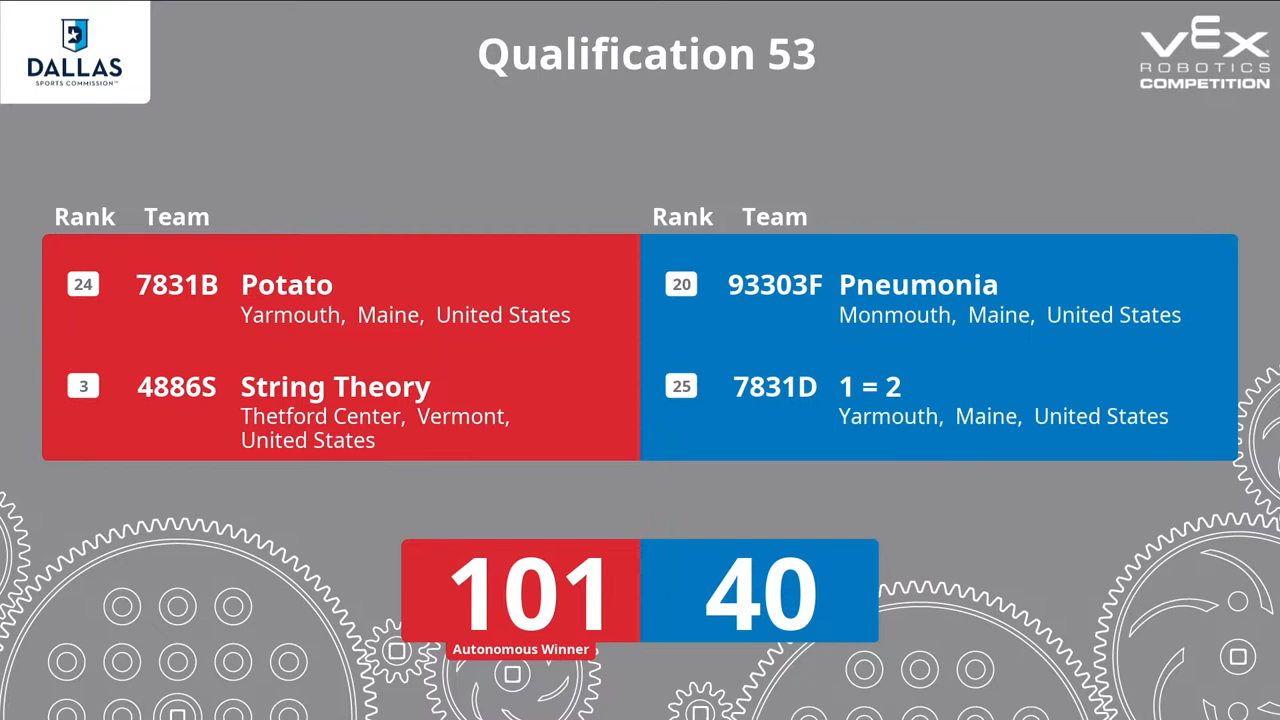 DALLAS
SPORTS COMMISSION™
Qualification 53
VEX
ROBOTICS
COMPETITION
Rank Team
24 7831B Potato
Yarmouth, Maine, United States
3 4886S String Theory
Thetford Center, Vermont,
United States
Rank Team
20 93303F Pneumonia
Monmouth, Maine, United States
25 7831D 1 = 2
Yarmouth, Maine, United States
101 40
Autonomous Winner